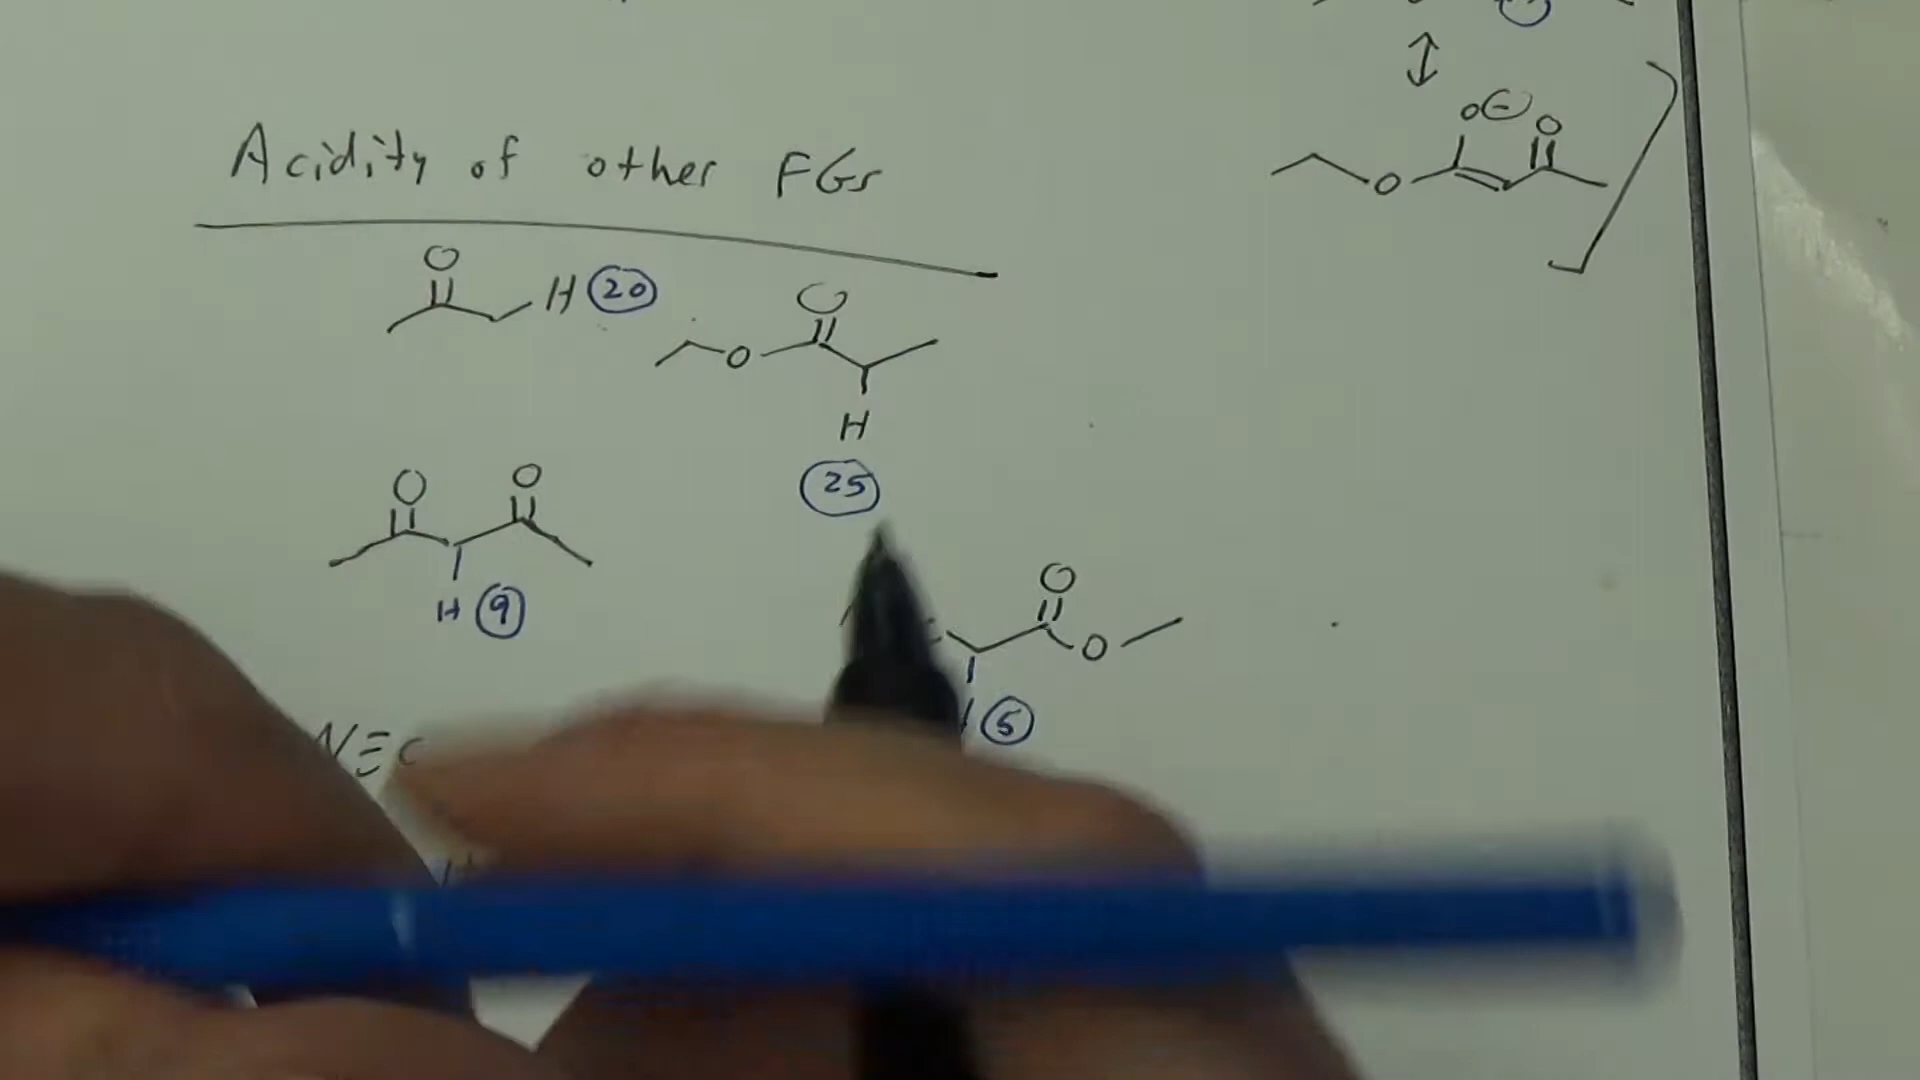 Acidity of other FGs
O
H 20
O
O
H
25
O O
H 9
O
O
5
N≡C
O⊖ O
O